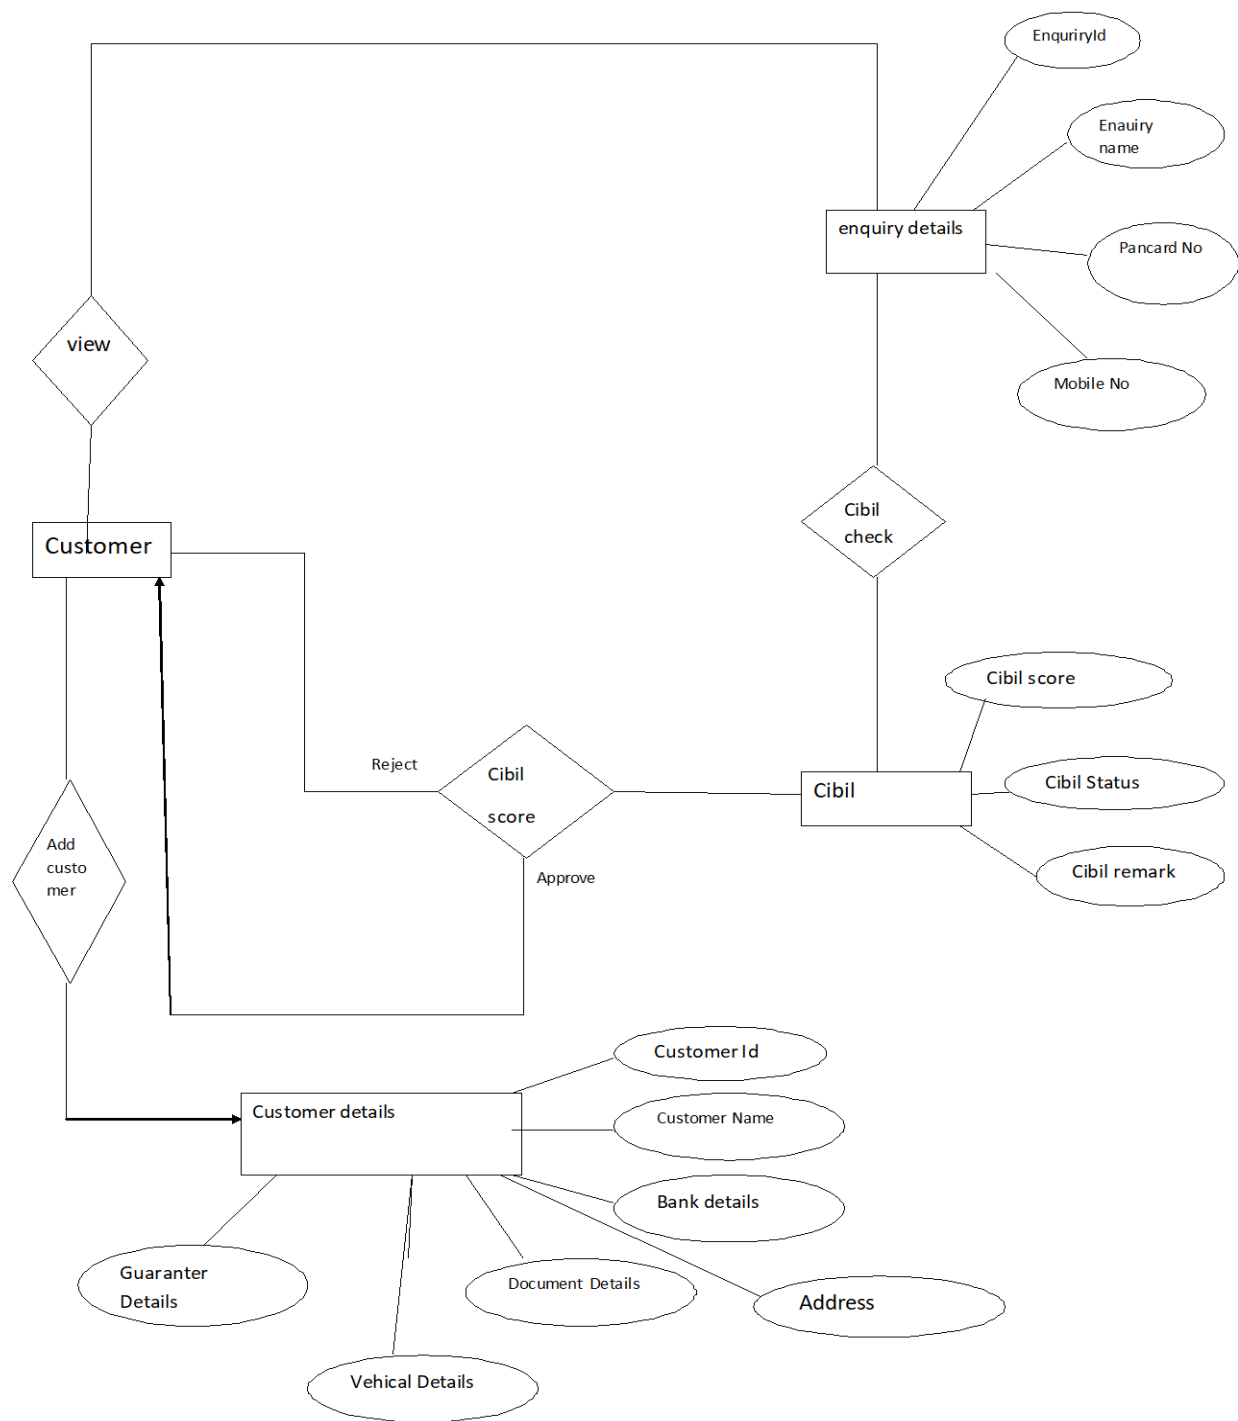 EnquriryId
Enauiry
name
enquiry details
Pancard No
view
Mobile No
Cibil
check
Customer
Cibil score
Reject
Cibil
score
Cibil
Cibil Status
Add
custo
mer
Approve
Cibil remark
Customer Id
Customer details
Customer Name
Bank details
Guaranter
Details
Document Details
Address
Vehical Details